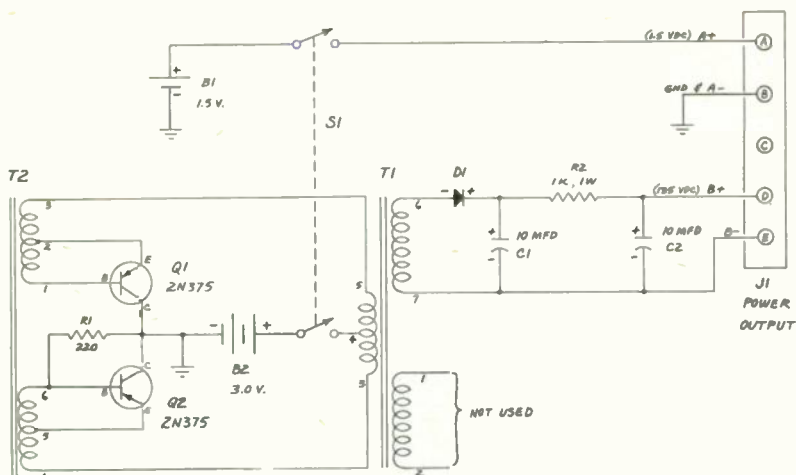 (1.5 VDC) A+
A
+
-
B1
1.5 V.
S1
GND & A-
B
C
T2
T1
D1
- +
R2
1K, 1W
(135 VDC) B+
D
3
2
1
E
B
C
Q1
2N375
6
7
+
-
10 MFD
C1
+
-
10 MFD
C2
B-
E
J1
POWER
OUTPUT
R1
220
- +
B2
3.0 V.
5
4
3
6
5
C
B
E
Q2
2N375
1
2
NOT USED